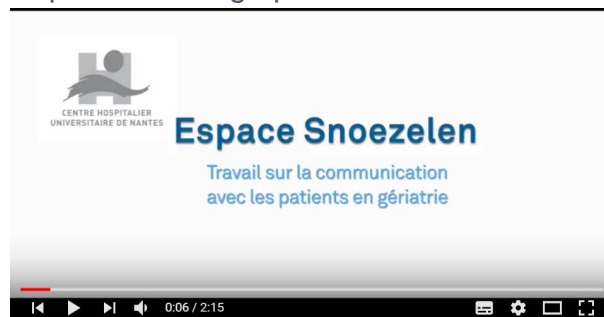 CENTRE HOSPITALIER
UNIVERSITAIRE DE NANTES
Espace Snoezelen
Travail sur la communication
avec les patients en gériatrie
0:06 / 2:15